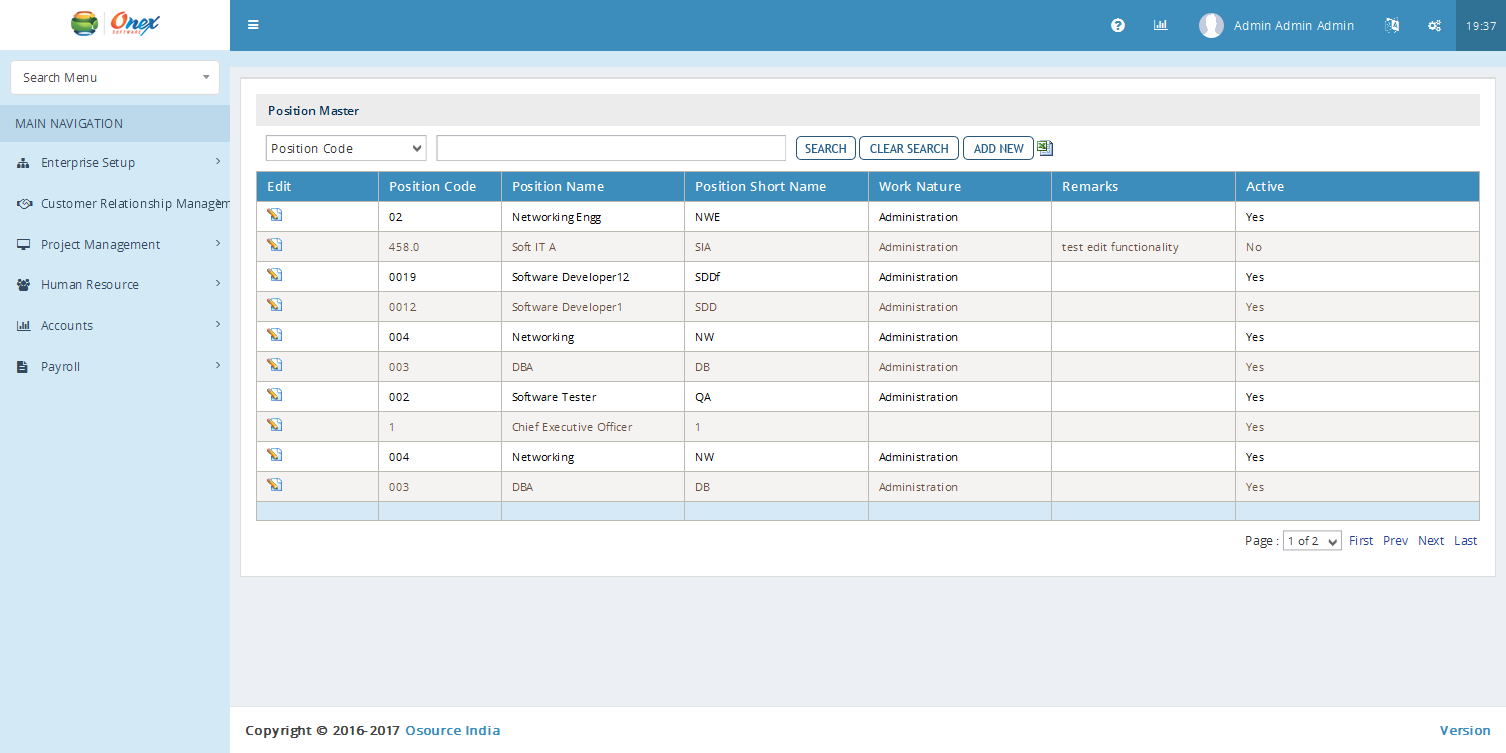 Onex
SOFTWARE
Admin Admin Admin
19:37
Search Menu
MAIN NAVIGATION
Enterprise Setup
Customer Relationship Managem
Project Management
Human Resource
Accounts
Payroll
Position Master
Position Code SEARCH CLEAR SEARCH ADD NEW
Edit Position Code Position Name Position Short Name Work Nature Remarks Active
02 Networking Engg NWE Administration Yes
458.0 Soft IT A SIA Administration test edit functionality No
0019 Software Developer12 SDDf Administration Yes
0012 Software Developer1 SDD Administration Yes
004 Networking NW Administration Yes
003 DBA DB Administration Yes
002 Software Tester QA Administration Yes
1 Chief Executive Officer 1 Yes
004 Networking NW Administration Yes
003 DBA DB Administration Yes
Page : 1 of 2 First Prev Next Last
Copyright © 2016-2017 Osource India
Version